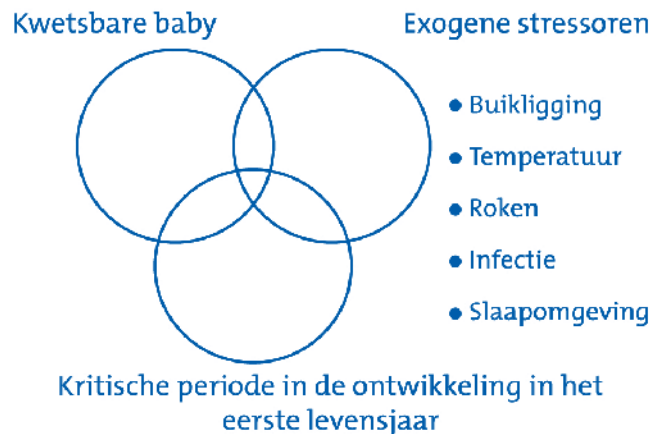 Kwetsbare baby
Exogene stressoren
• Buikligging
• Temperatuur
• Roken
• Infectie
• Slaapomgeving
Kritische periode in de ontwikkeling in het
eerste levensjaar